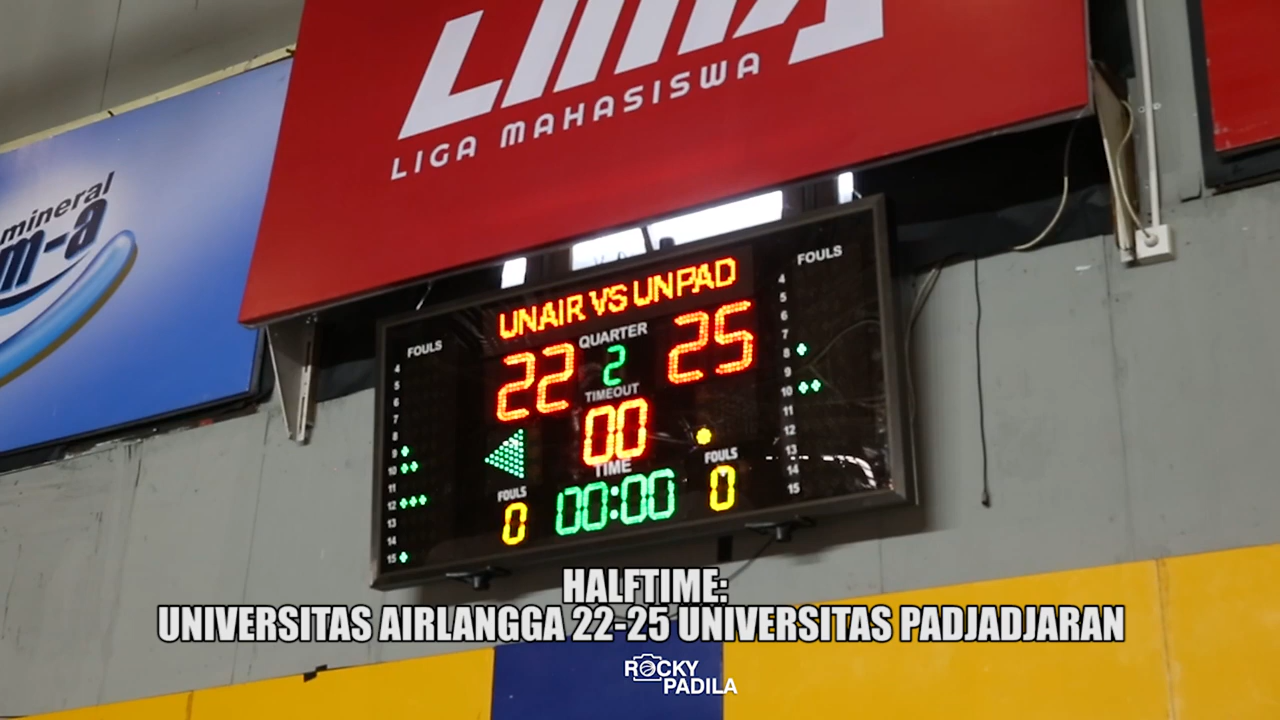 LIMA
LIGA MAHASISWA
mineral
m-a
UNAIR VS UNPAD
FOULS
FOULS
QUARTER
22
2
25
TIMEOUT
00
TIME
FOULS
FOULS
0
00:00
0
4
5
6
7
8
9
10
11
12
13
14
15
4
5
6
7
8
9
10
11
12
13
14
15
HALFTIME:
UNIVERSITAS AIRLANGGA 22-25 UNIVERSITAS PADJADJARAN
ROCKY
PADILA